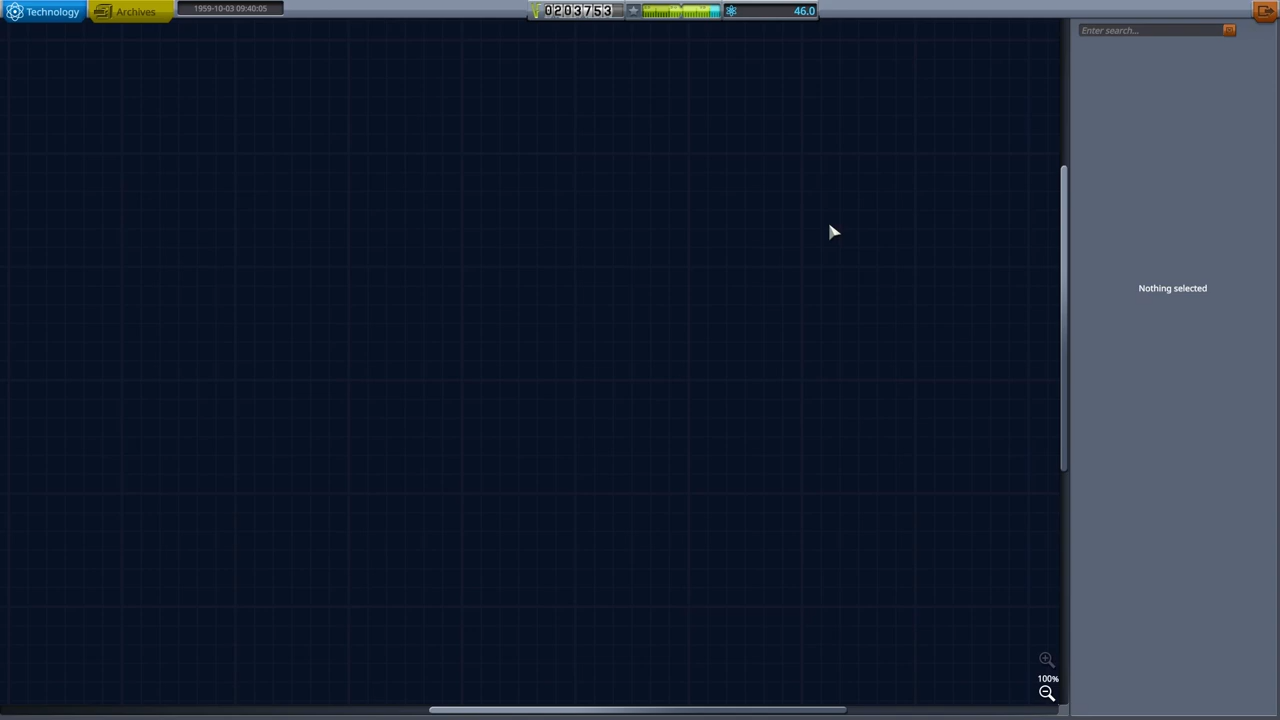 Technology
Archives
1959-10-03 09:40:05
0203753
46.0
Enter search...
Nothing selected
100%